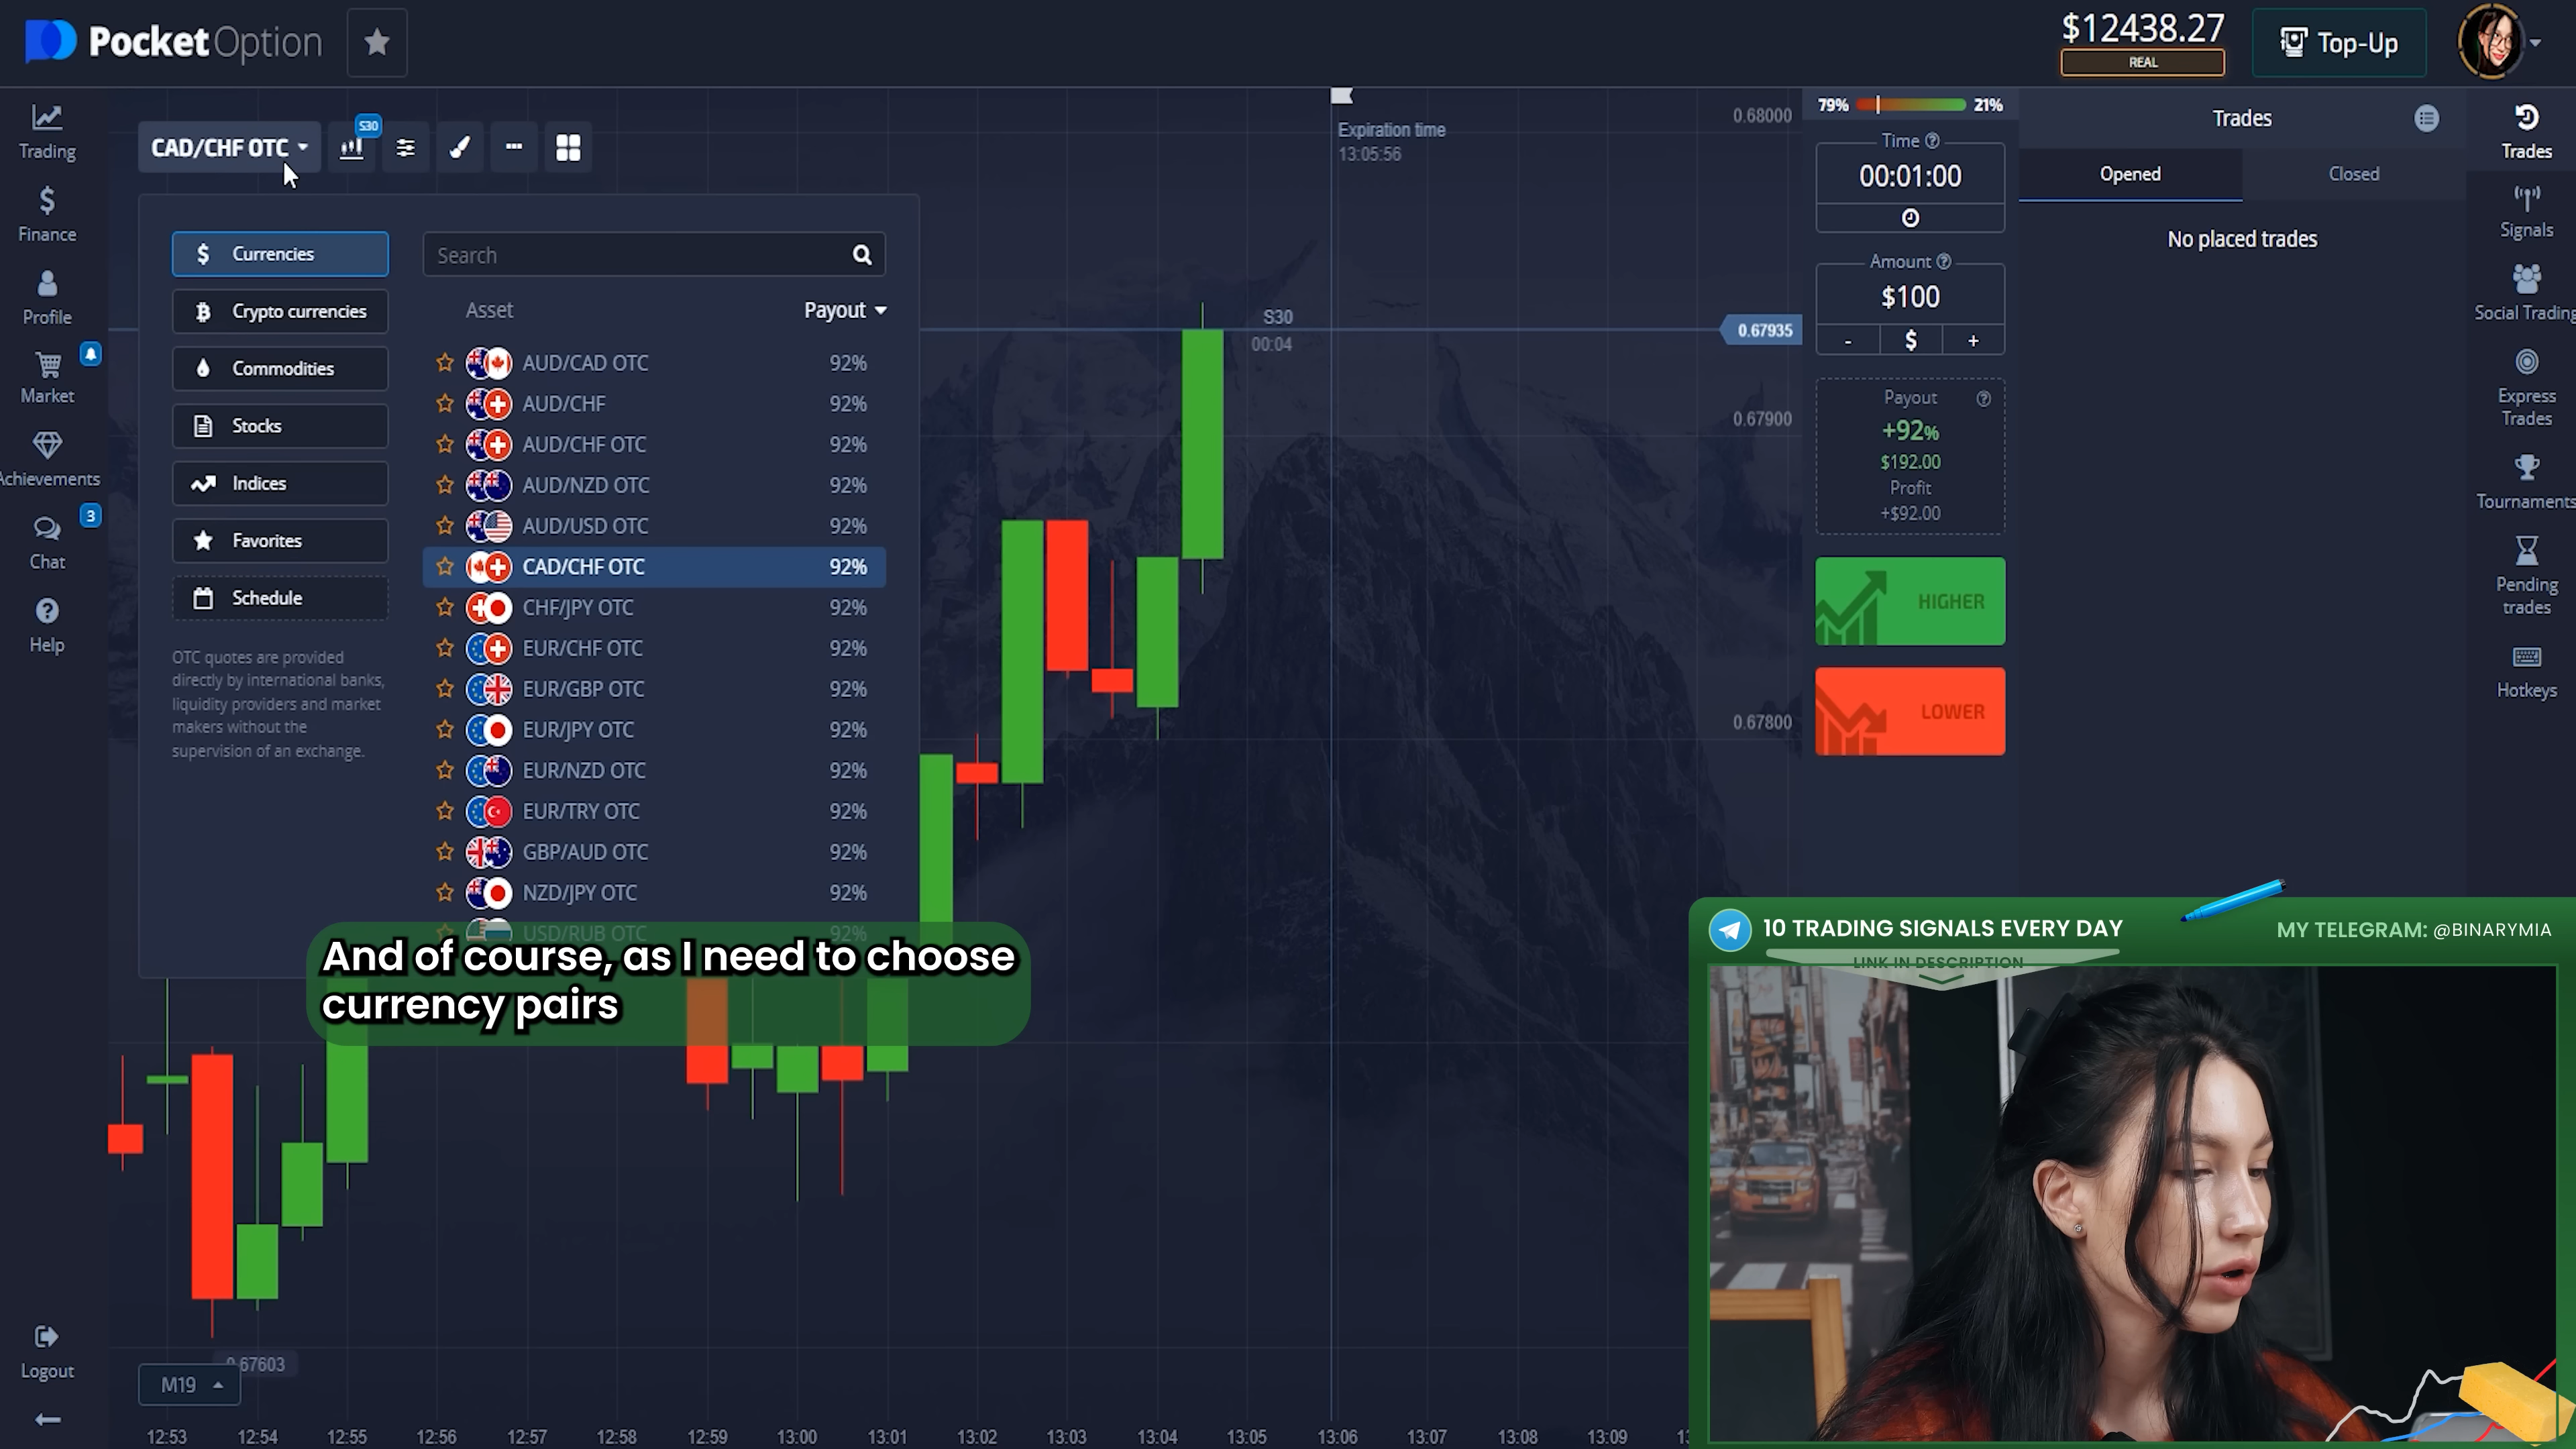 PocketOption
$12438.27
REAL
Top-Up
Trading
Finance
Profile
Market
Achievements
3
Chat
Help
Logout
CAD/CHF OTC
S30
Currencies
Crypto currencies
Commodities
Stocks
Indices
Favorites
Schedule
OTC quotes are provided
directly by international banks,
liquidity providers and market
makers without the
supervision of an exchange.
Search
Asset Payout
AUD/CAD OTC 92%
AUD/CHF 92%
AUD/CHF OTC 92%
AUD/NZD OTC 92%
AUD/USD OTC 92%
CAD/CHF OTC 92%
CHF/JPY OTC 92%
EUR/CHF OTC 92%
EUR/GBP OTC 92%
EUR/JPY OTC 92%
EUR/NZD OTC 92%
EUR/TRY OTC 92%
GBP/AUD OTC 92%
NZD/JPY OTC 92%
USD/RUB OTC 92%
And of course, as I need to choose
currency pairs
Expiration time
13:05:56
S30
00:04
0.68000
0.67935
0.67900
0.67800
0.67603
M19
12:53 12:54 12:55 12:56 12:57 12:58 12:59 13:00 13:01 13:02 13:03 13:04 13:05 13:06 13:07 13:08 13:09
79% 21%
Time
00:01:00
Amount
$100
- $ +
Payout
+92%
$192.00
Profit
+$92.00
HIGHER
LOWER
Trades
Opened Closed
No placed trades
Trades
Signals
Social Trading
Express
Trades
Tournaments
Pending
trades
Hotkeys
10 TRADING SIGNALS EVERY DAY
LINK IN DESCRIPTION
MY TELEGRAM: @BINARYMIA